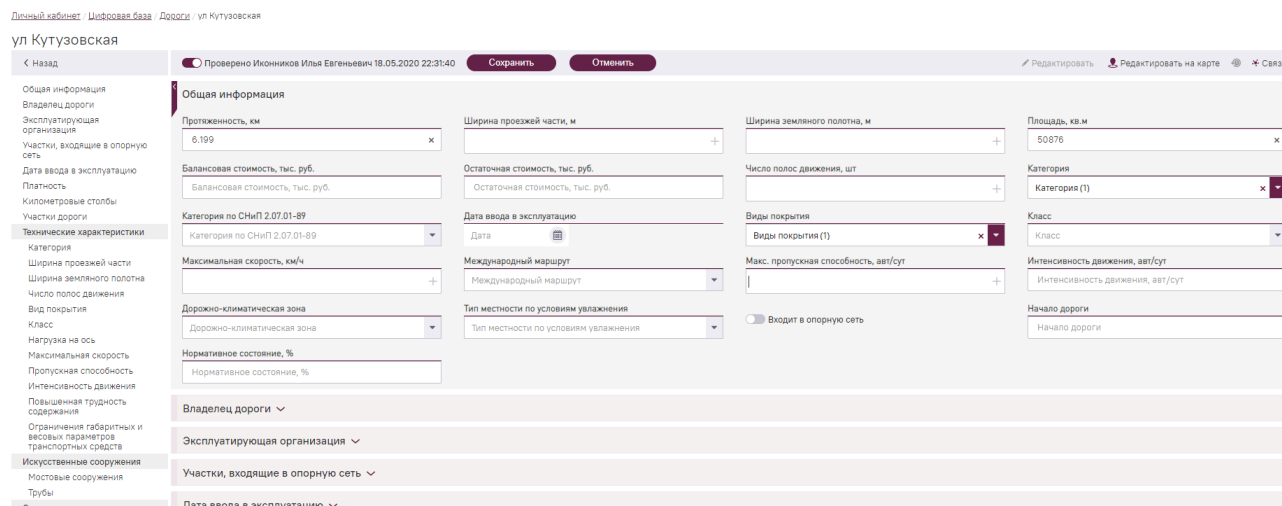 Личный кабинет / Цифровая база / Дороги / ул Кутузовская
ул Кутузовская
Назад
Проверено Иконников Илья Евгеньевич 18.05.2020 22:31:40
Сохранить
Отменить
Редактировать
Редактировать на карте
Связ
Общая информация
Владелец дороги
Эксплуатирующая
организация
Участки, входящие в опорную
сеть
Дата ввода в эксплуатацию
Платность
Километровые столбы
Участки дороги
Технические характеристики
Категория
Ширина проезжей части
Ширина земляного полотна
Число полос движения
Вид покрытия
Класс
Нагрузка на ось
Максимальная скорость
Пропускная способность
Интенсивность движения
Повышенная трудность
содержания
Ограничения габаритных и
весовых параметров
транспортных средств
Искусственные сооружения
Мостовые сооружения
Трубы
Общая информация
Протяженность, км
Ширина проезжей части, м
Ширина земляного полотна, м
Площадь, кв.м
6.199
50876
Балансовая стоимость, тыс. руб.
Остаточная стоимость, тыс. руб.
Число полос движения, шт
Категория
Балансовая стоимость, тыс. руб.
Остаточная стоимость, тыс. руб.
Категория (1)
Категория по СНиП 2.07.01-89
Дата ввода в эксплуатацию
Виды покрытия
Класс
Категория по СНиП 2.07.01-89
Дата
Виды покрытия (1)
Класс
Максимальная скорость, км/ч
Международный маршрут
Макс. пропускная способность, авт/сут
Интенсивность движения, авт/сут
Международный маршрут
Интенсивность движения, авт/сут
Дорожно-климатическая зона
Тип местности по условиям увлажнения
Входит в опорную сеть
Начало дороги
Дорожно-климатическая зона
Тип местности по условиям увлажнения
Начало дороги
Нормативное состояние, %
Нормативное состояние, %
Владелец дороги
Эксплуатирующая организация
Участки, входящие в опорную сеть
Дата ввода в эксплуатацию